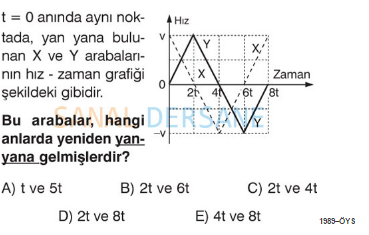 t = 0 anında aynı nok-
tada, yan yana bulu-
nan X ve Y arabaları-
nın hız - zaman grafiği
şekildeki gibidir.
Bu arabalar, hangi
anlarda yeniden yan-
yana gelmişlerdir?
Hız
v
Y
X
X
Zaman
0
2t
4t
6t
8t
Y
-v
SANAL DERSANE
A) t ve 5t
B) 2t ve 6t
C) 2t ve 4t
D) 2t ve 8t
E) 4t ve 8t
1989-ÖYS